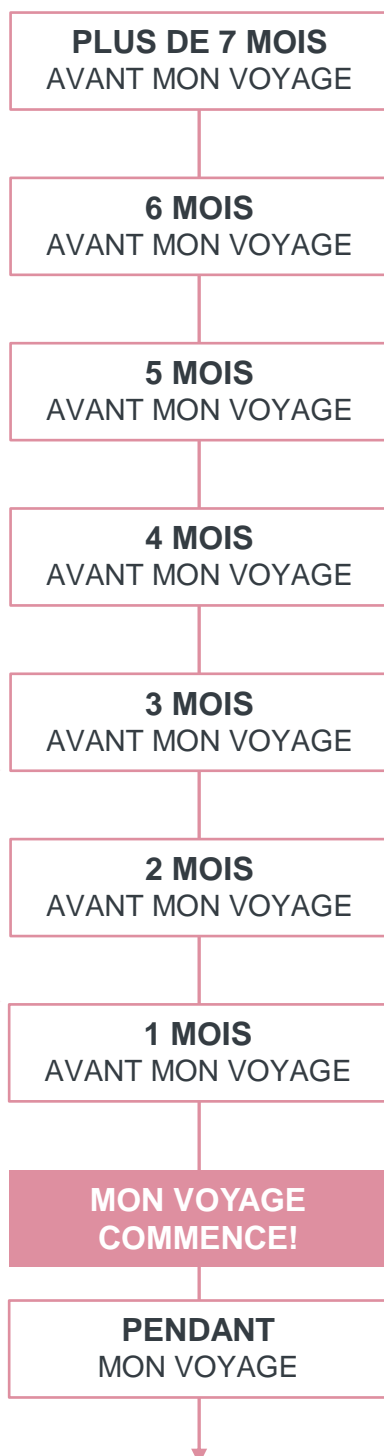 PLUS DE 7 MOIS
AVANT MON VOYAGE
6 MOIS
AVANT MON VOYAGE
5 MOIS
AVANT MON VOYAGE
4 MOIS
AVANT MON VOYAGE
3 MOIS
AVANT MON VOYAGE
2 MOIS
AVANT MON VOYAGE
1 MOIS
AVANT MON VOYAGE
MON VOYAGE
COMMENCE!
PENDANT
MON VOYAGE